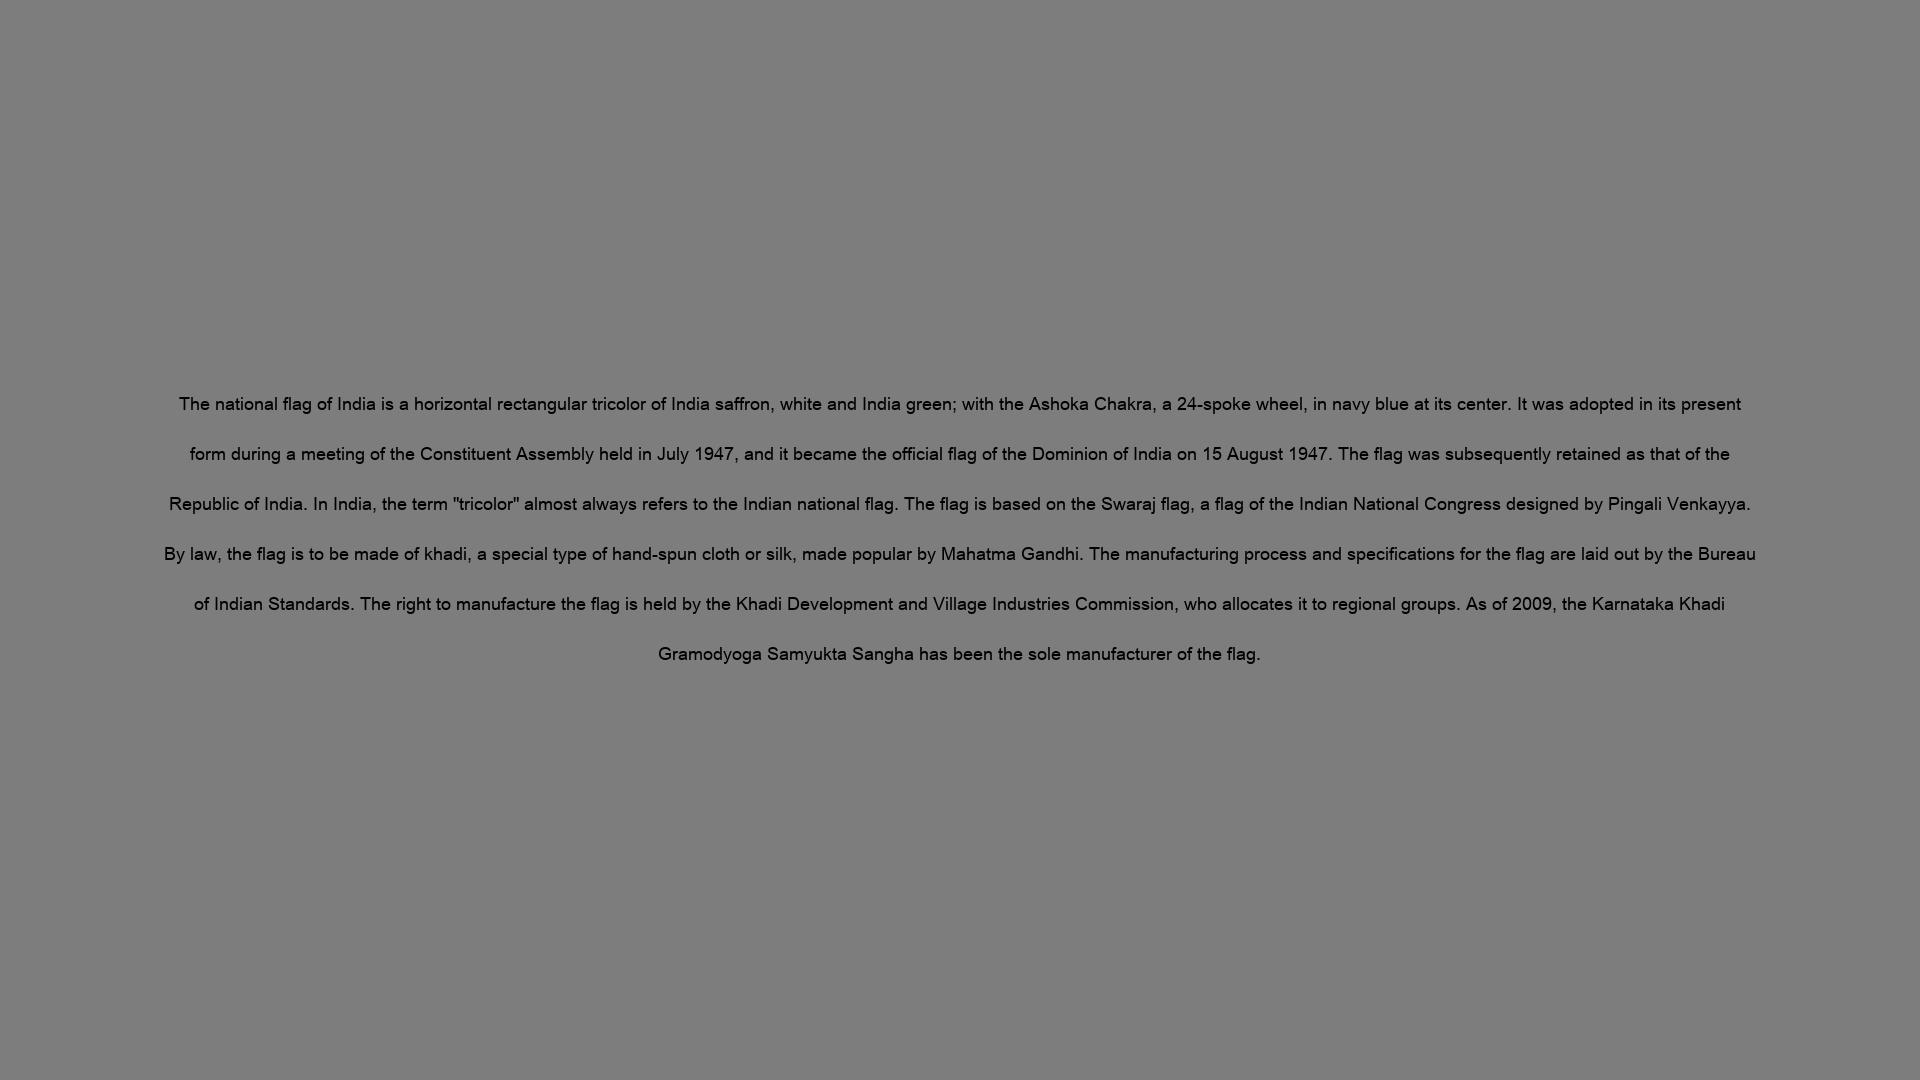 The national flag of India is a horizontal rectangular tricolor of India saffron, white and India green; with the Ashoka Chakra, a 24-spoke wheel, in navy blue at its center. It was adopted in its present
form during a meeting of the Constituent Assembly held in July 1947, and it became the official flag of the Dominion of India on 15 August 1947. The flag was subsequently retained as that of the
Republic of India. In India, the term "tricolor" almost always refers to the Indian national flag. The flag is based on the Swaraj flag, a flag of the Indian National Congress designed by Pingali Venkayya.
By law, the flag is to be made of khadi, a special type of hand-spun cloth or silk, made popular by Mahatma Gandhi. The manufacturing process and specifications for the flag are laid out by the Bureau
of Indian Standards. The right to manufacture the flag is held by the Khadi Development and Village Industries Commission, who allocates it to regional groups. As of 2009, the Karnataka Khadi
Gramodyoga Samyukta Sangha has been the sole manufacturer of the flag.